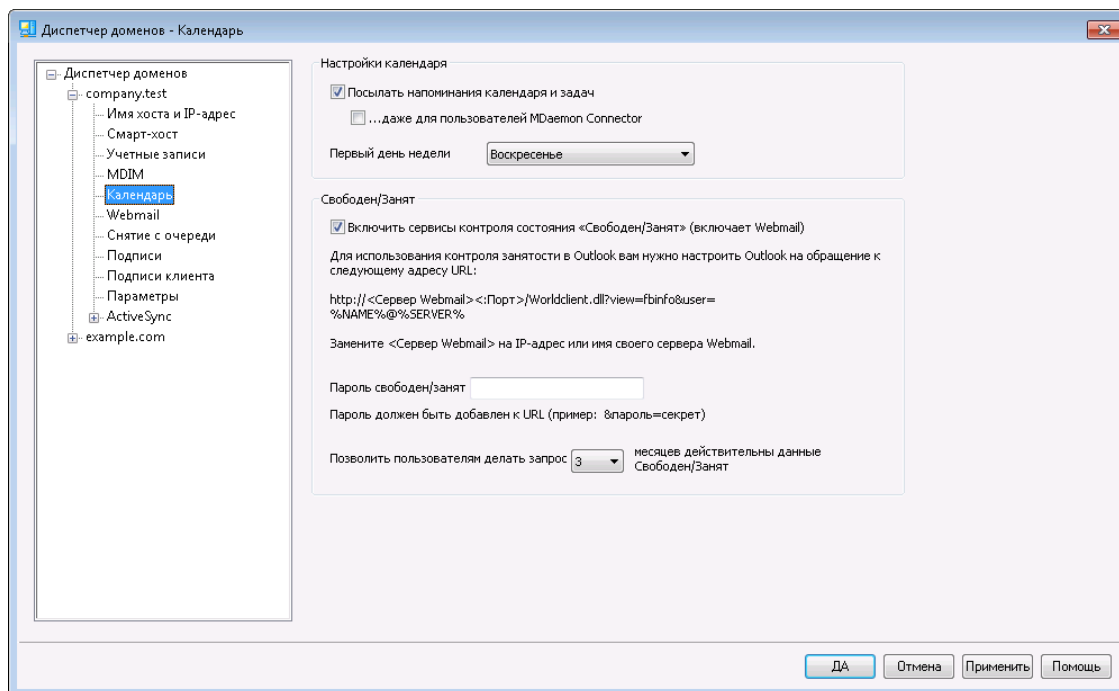 Диспетчер доменов - Календарь
Диспетчер доменов
company.test
Имя хоста и IP-адрес
Смарт-хост
Учетные записи
MDIM
Календарь
Webmail
Снятие с очереди
Подписи
Подписи клиента
Параметры
ActiveSync
example.com
Настройки календаря
Посылать напоминания календаря и задач
...даже для пользователей MDaemon Connector
Первый день недели
Воскресенье
Свободен/Занят
Включить сервисы контроля состояния «Свободен/Занят» (включает Webmail)
Для использования контроля занятости в Outlook вам нужно настроить Outlook на обращение к
следующему адресу URL:
http://<Сервер Webmail><:Порт>/Worldclient.dll?view=fbinfo&user=
%NAME%@%SERVER%
Замените <Сервер Webmail> на IP-адрес или имя своего сервера Webmail.
Пароль свободен/занят
Пароль должен быть добавлен к URL (пример: &пароль=секрет)
Позволить пользователям делать запрос 3 месяцев действительны данные
Свободен/Занят
ДА
Отмена
Применить
Помощь